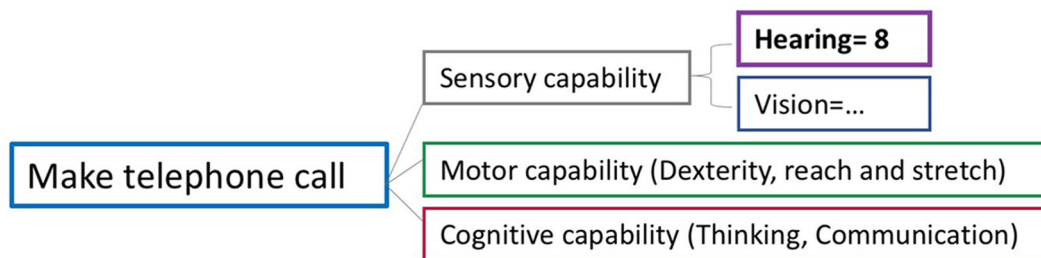 Make telephone call
Sensory capability
Hearing= 8
Vision=...
Motor capability (Dexterity, reach and stretch)
Cognitive capability (Thinking, Communication)